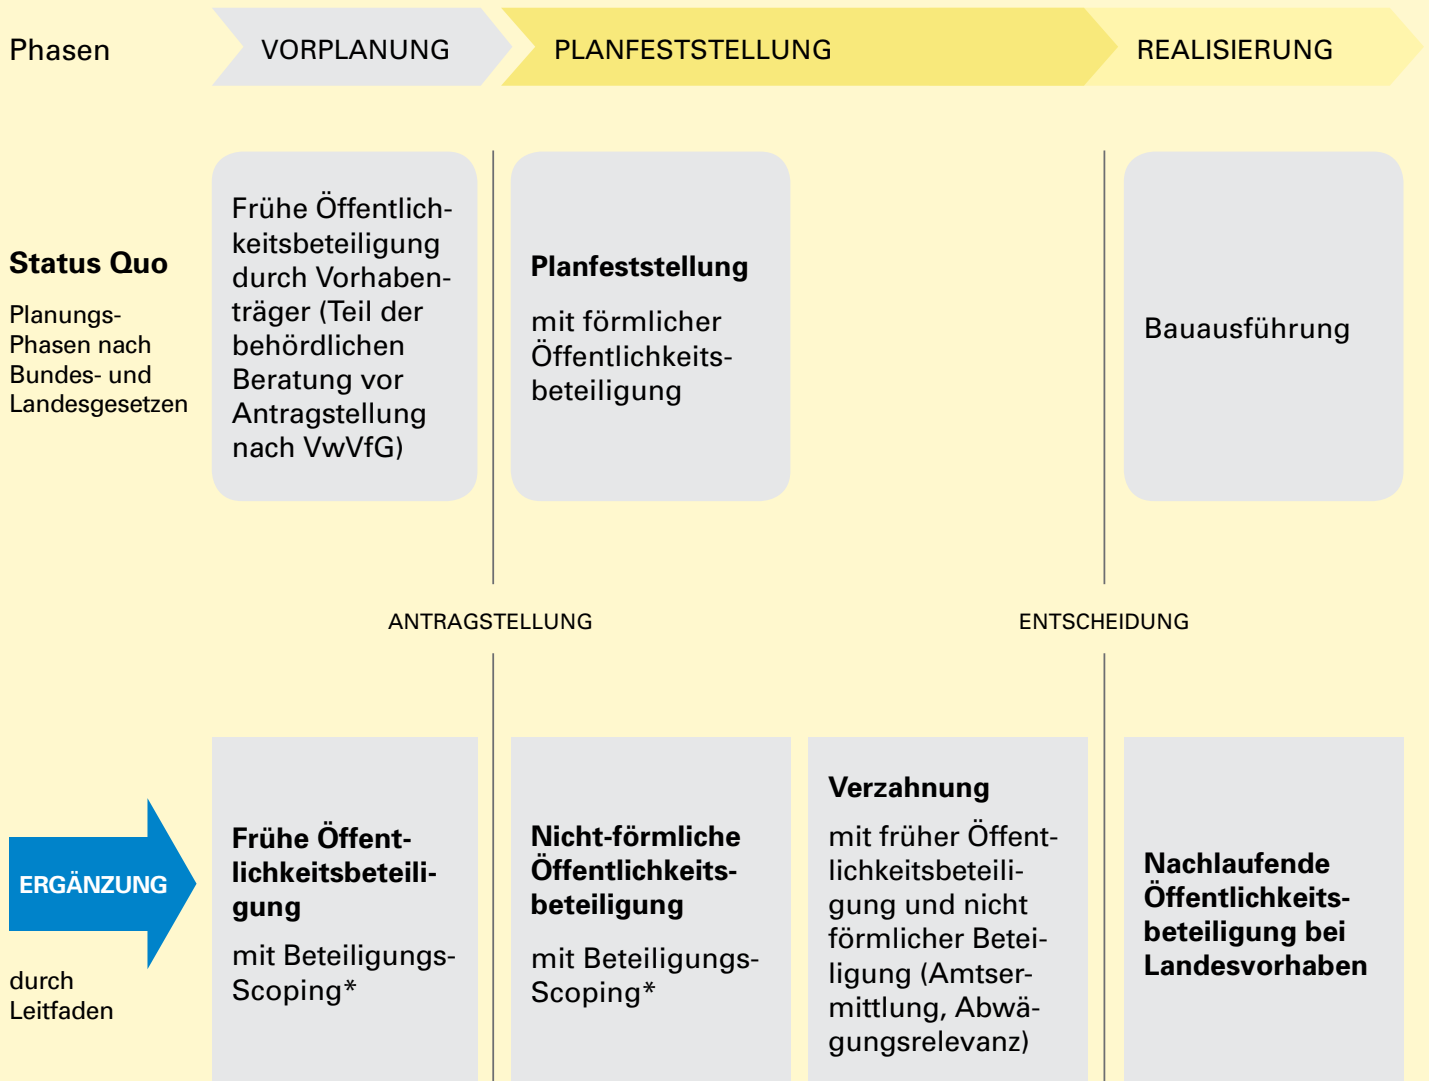 Phasen
VORPLANUNG
PLANFESTSTELLUNG
REALISIERUNG
Status Quo
Planungs-
Phasen nach
Bundes- und
Landesgesetzen
Frühe Öffentlich-
keitsbeteiligung
durch Vorhaben-
träger (Teil der
behördlichen
Beratung vor
Antragstellung
nach VwVfG)
Planfeststellung
mit förmlicher
Öffentlichkeits-
beteiligung
Bauausführung
ANTRAGSTELLUNG
ENTSCHEIDUNG
ERGÄNZUNG
durch
Leitfaden
Frühe Öffent-
lichkeitsbeteili-
gung
mit Beteiligungs-
Scoping*
Nicht-förmliche
Öffentlichkeits-
beteiligung
mit Beteiligungs-
Scoping*
Verzahnung
mit früher Öffent-
lichkeitsbeteili-
gung und nicht
förmlicher Betei-
ligung (Amtser-
mittlung, Abwä-
gungsrelevanz)
Nachlaufende
Öffentlichkeits-
beteiligung bei
Landesvorhaben